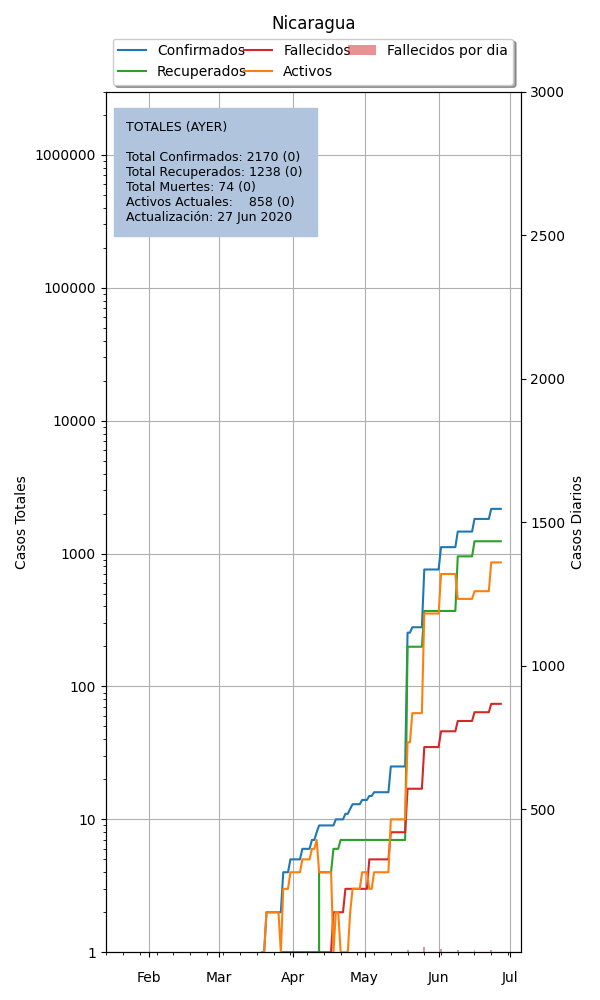 Nicaragua
Confirmados Fallecidos Fallecidos por dia
Recuperados Activos
TOTALES (AYER)
Total Confirmados: 2170 (0)
Total Recuperados: 1238 (0)
Total Muertes: 74 (0)
Activos Actuales: 858 (0)
Actualización: 27 Jun 2020
Casos Totales
1000000
100000
10000
1000
100
10
1
3000
2500
2000
1500
1000
500
Casos Diarios
Feb Mar Apr May Jun Jul